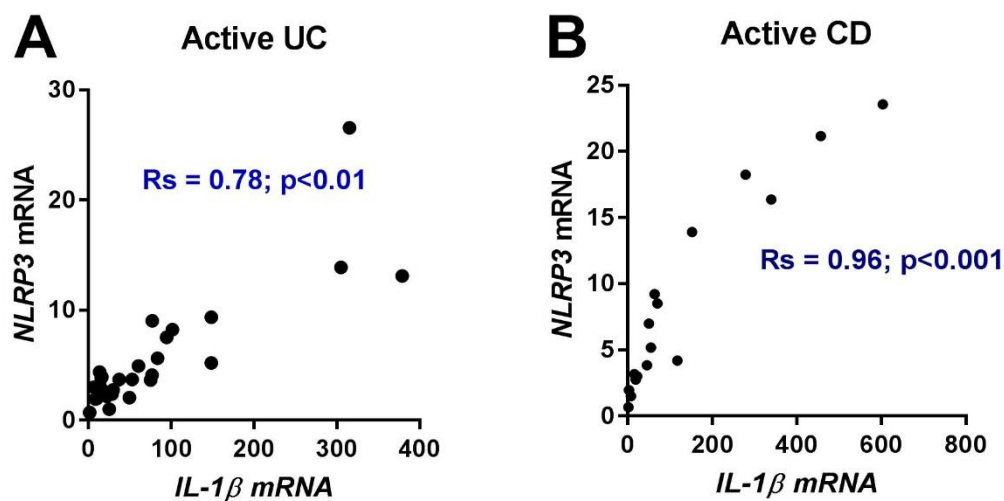 A
Active UC
30
20
10
0
NLRP3 mRNA
Rs = 0.78; p<0.01
0 100 200 300 400
IL-1β mRNA
B
Active CD
25
20
15
10
5
0
NLRP3 mRNA
Rs = 0.96; p<0.001
0 200 400 600 800
IL-1β mRNA